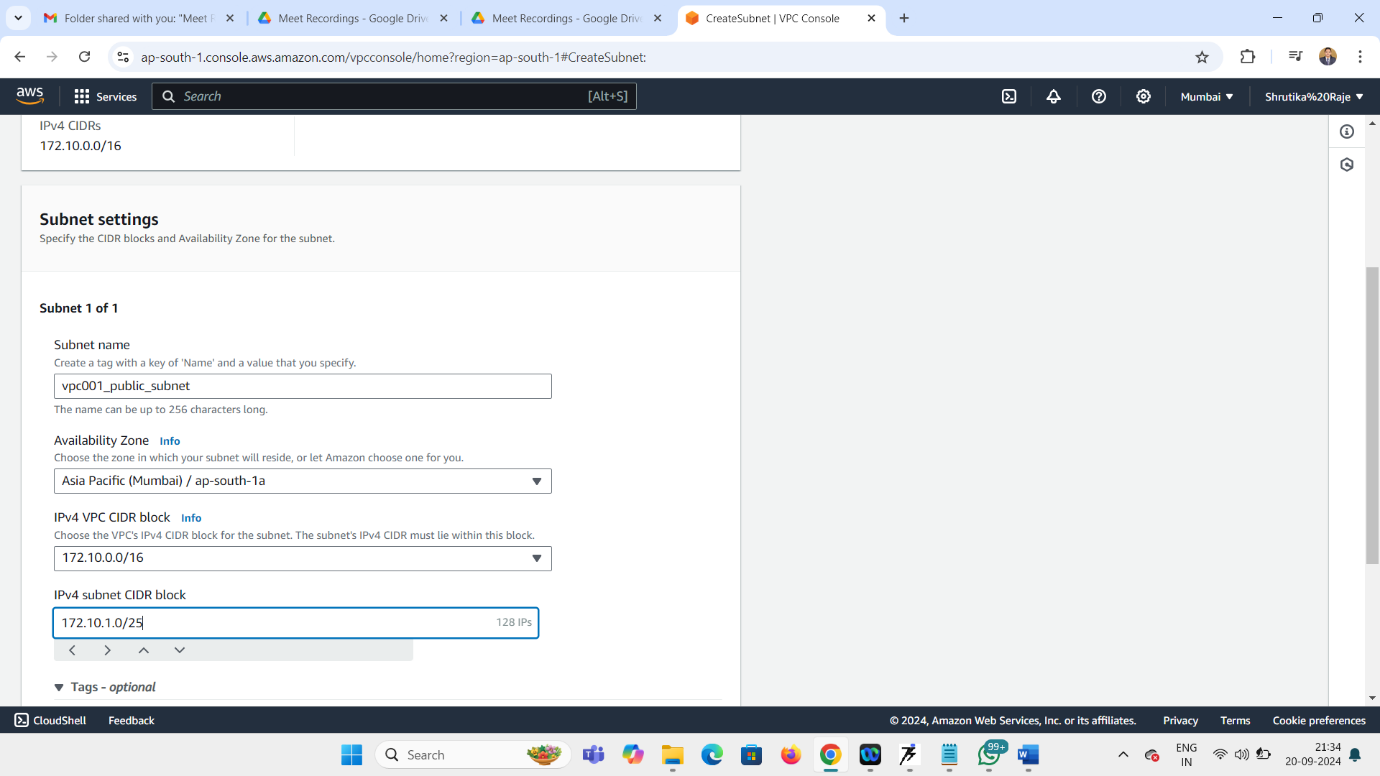 Folder shared with you: "Meet R
Meet Recordings - Google Drive
Meet Recordings - Google Drive
CreateSubnet | VPC Console
ap-south-1.console.aws.amazon.com/vpcconsole/home?region=ap-south-1#CreateSubnet:
aws
Services
Search
[Alt+S]
Mumbai
Shrutika%20Raje
IPv4 CIDRs
172.10.0.0/16
Subnet settings
Specify the CIDR blocks and Availability Zone for the subnet.
Subnet 1 of 1
Subnet name
Create a tag with a key of 'Name' and a value that you specify.
vpc001_public_subnet
The name can be up to 256 characters long.
Availability Zone Info
Choose the zone in which your subnet will reside, or let Amazon choose one for you.
Asia Pacific (Mumbai) / ap-south-1a
IPv4 VPC CIDR block Info
Choose the VPC's IPv4 CIDR block for the subnet. The subnet's IPv4 CIDR must lie within this block.
172.10.0.0/16
IPv4 subnet CIDR block
172.10.1.0/25
128 IPs
Tags - optional
CloudShell
Feedback
© 2024, Amazon Web Services, Inc. or its affiliates.
Privacy
Terms
Cookie preferences
Search
99+
ENG
IN
21:34
20-09-2024